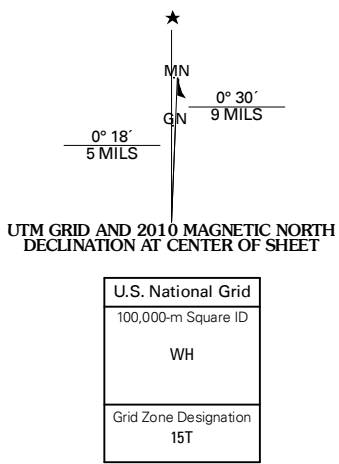 ★
MN
0° 30´
9 MILS
GN
0° 18´
5 MILS
UTM GRID AND 2010 MAGNETIC NORTH
DECLINATION AT CENTER OF SHEET
U.S. National Grid
100,000-m Square ID
WH
Grid Zone Designation
15T